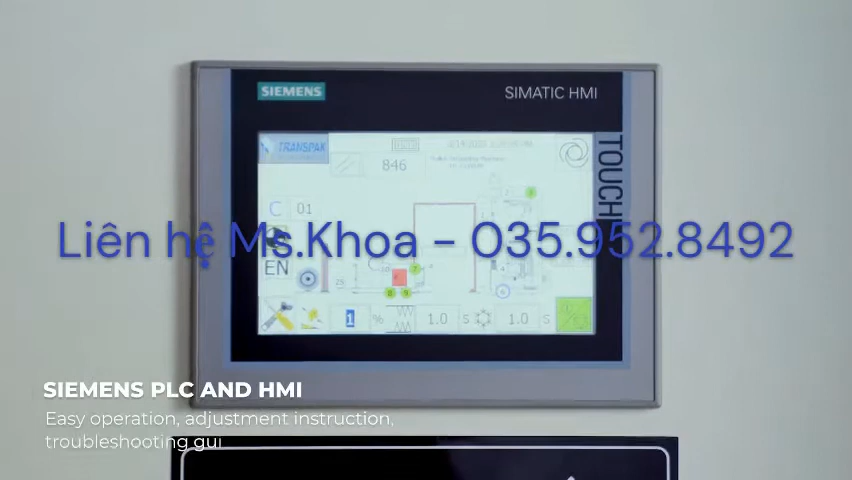 SIEMENS
SIMATIC HMI
TRANSPAK
846
TOUCH
C 01
Liên hệ Ms.Khoa - 035.952.8492
EN
1 % 1.0 S 1.0 S
SIEMENS PLC AND HMI
Easy operation, adjustment instruction,
troubleshooting gui